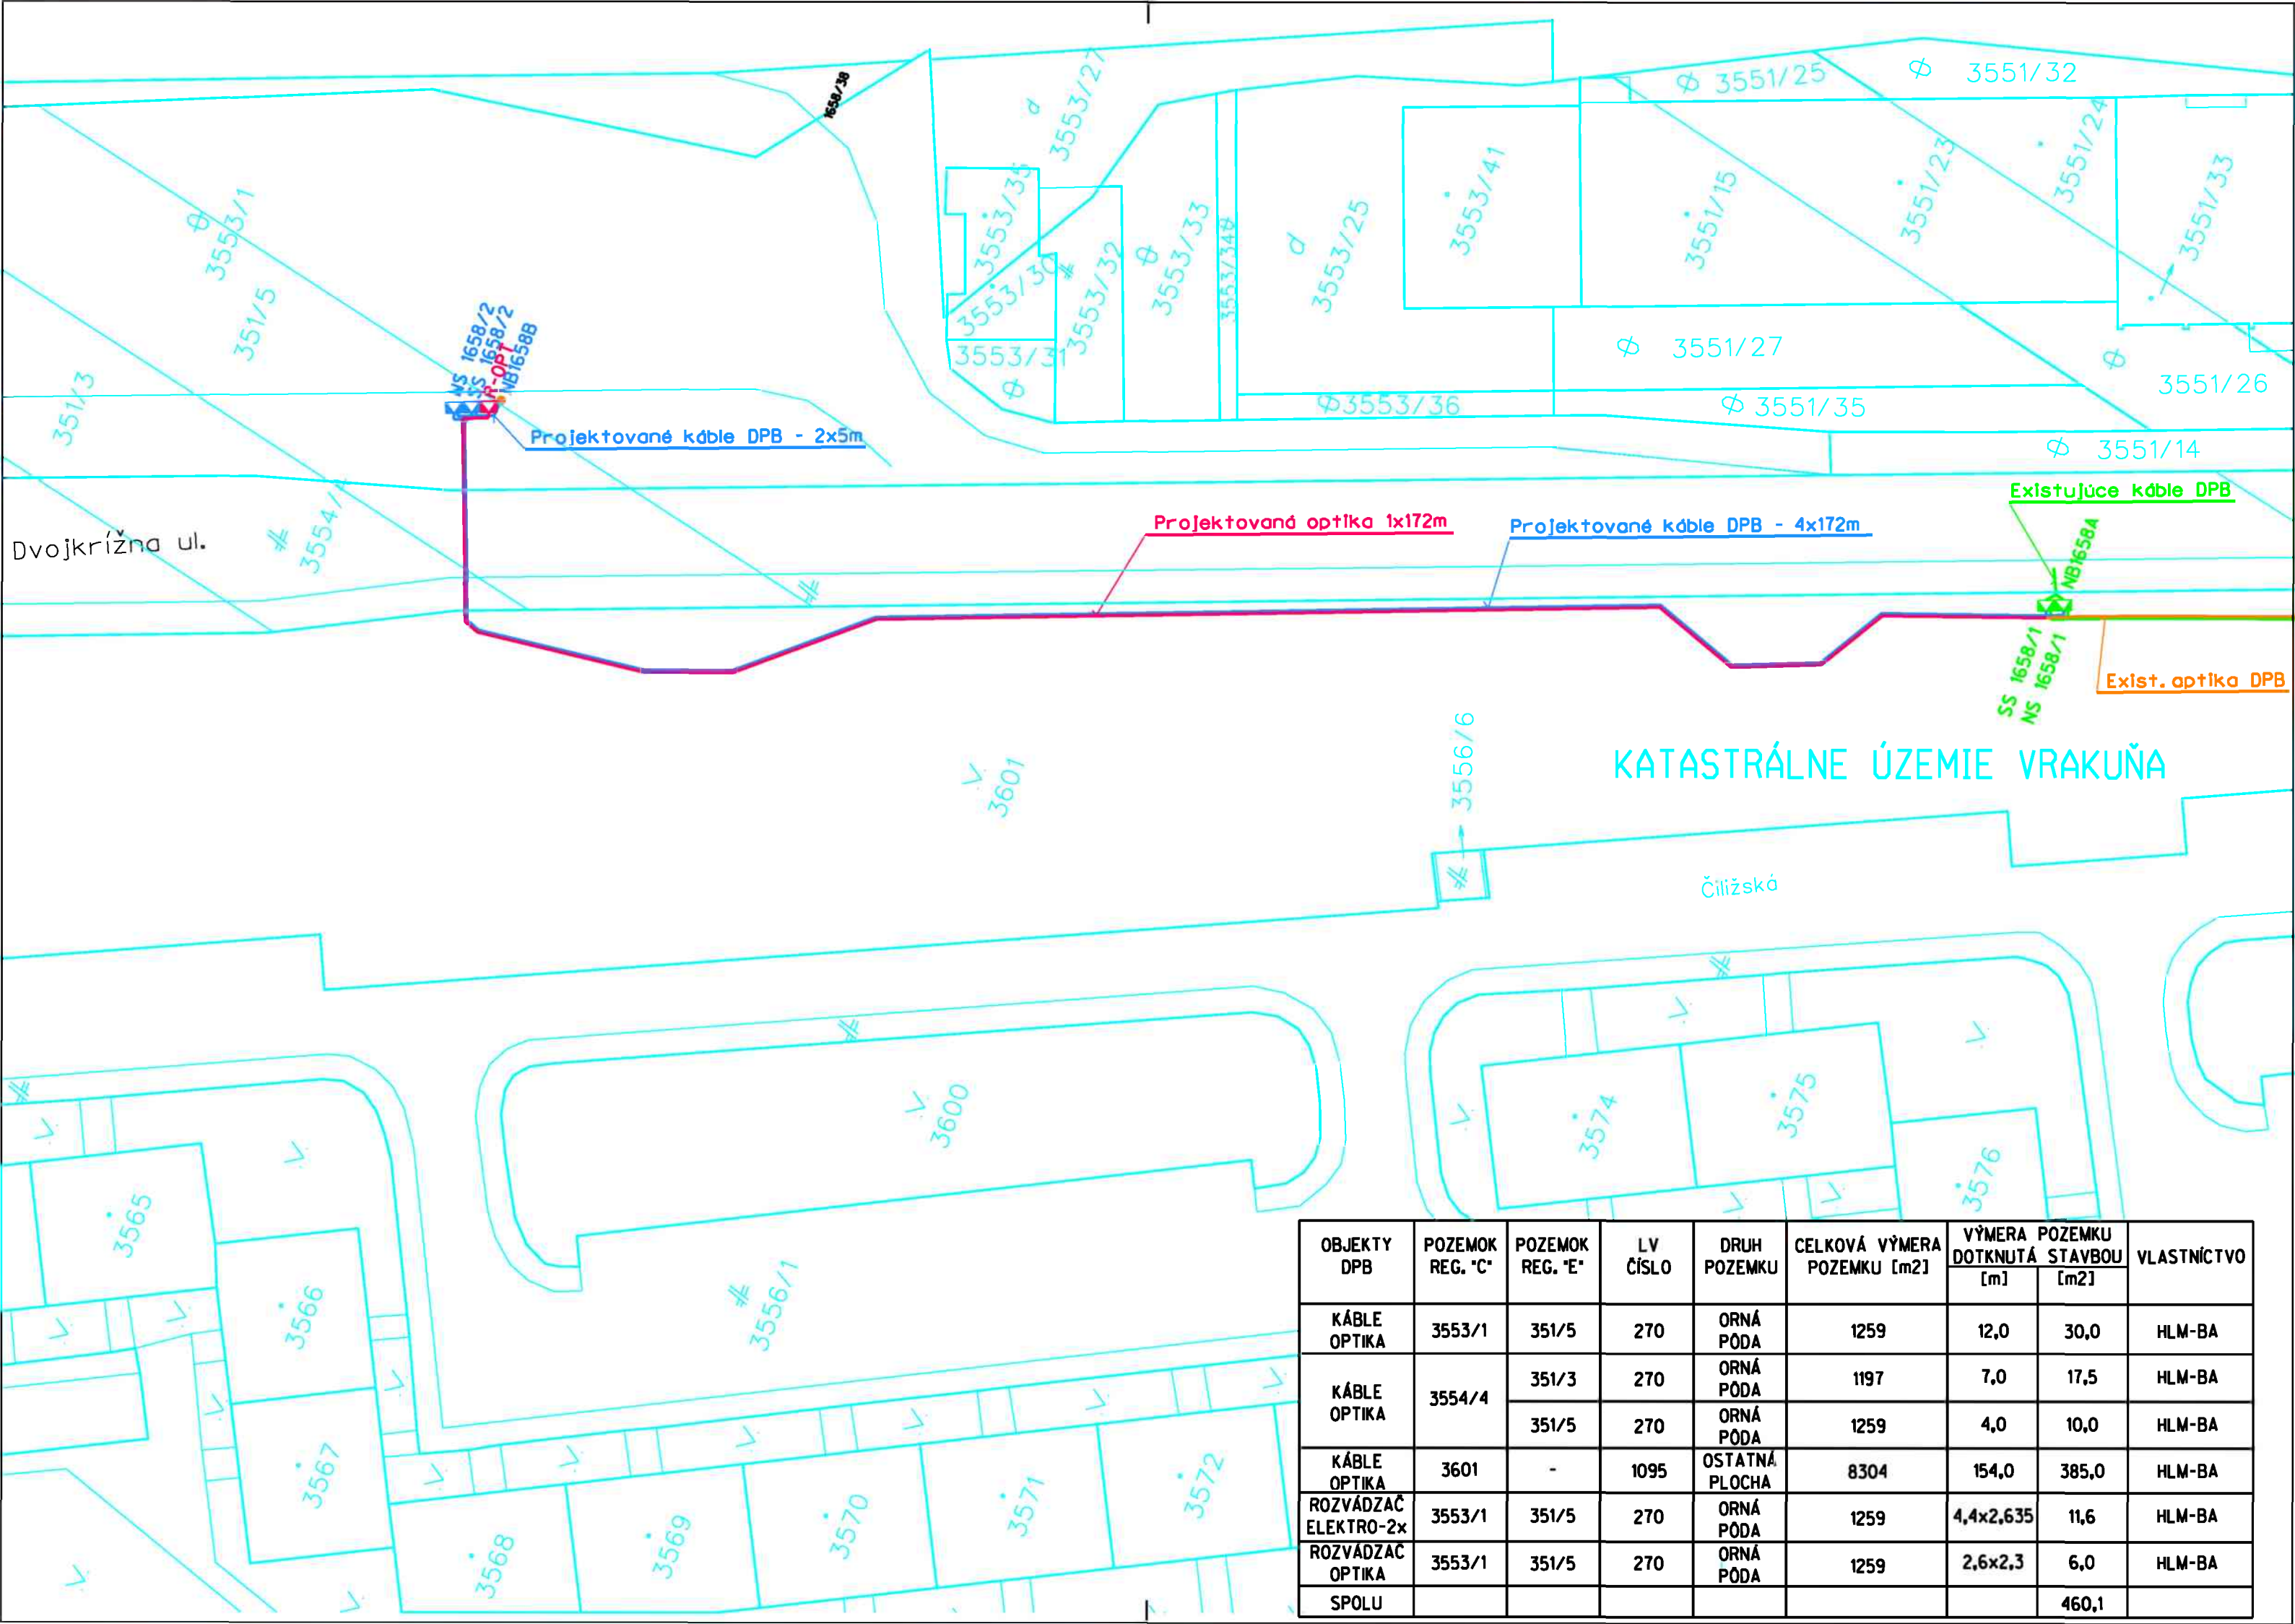 1658/38
3553/27
d
3551/25
3551/32
3553/1
351/5
351/3
3553/35
3553/30
3553/31
3553/32
3553/33
3553/34
d
3553/25
3553/41
3551/15
3551/23
3551/24
3551/33
3551/27
3551/26
3553/36
3551/35
3551/14
NS 1658/2
SS 1658/2
R-OPT
NB1658B
Projektované káble DPB - 2x5m
Dvojkrížna ul.
Projektovaná optika 1x172m
Projektované káble DPB - 4x172m
Existujúce káble DPB
NB1658A
SS 1658/1
NS 1658/1
Exist.optika DPB
3601
3556/6
KATASTRÁLNE ÚZEMIE VRAKUŇA
Čiližská
3600
3574
3575
3576
3565
3566
3567
3556/1
3568
3569
3570
3571
3572
OBJEKTY DPB
POZEMOK REG. "C"
POZEMOK REG. "E"
LV ČÍSLO
DRUH POZEMKU
CELKOVÁ VÝMERA POZEMKU [m2]
VÝMERA POZEMKU DOTKNUTÁ STAVBOU
[m]
[m2]
VLASTNÍCTVO
KÁBLE OPTIKA 3553/1 351/5 270 ORNÁ PÔDA 1259 12,0 30,0 HLM-BA
KÁBLE OPTIKA 3554/4 351/3 270 ORNÁ PÔDA 1197 7,0 17,5 HLM-BA
351/5 270 ORNÁ PÔDA 1259 4,0 10,0 HLM-BA
KÁBLE OPTIKA 3601 - 1095 OSTATNÁ PLOCHA 8304 154,0 385,0 HLM-BA
ROZVÁDZAČ ELEKTRO-2x 3553/1 351/5 270 ORNÁ PÔDA 1259 4,4x2,635 11,6 HLM-BA
ROZVÁDZAČ OPTIKA 3553/1 351/5 270 ORNÁ PÔDA 1259 2,6x2,3 6,0 HLM-BA
SPOLU 460,1